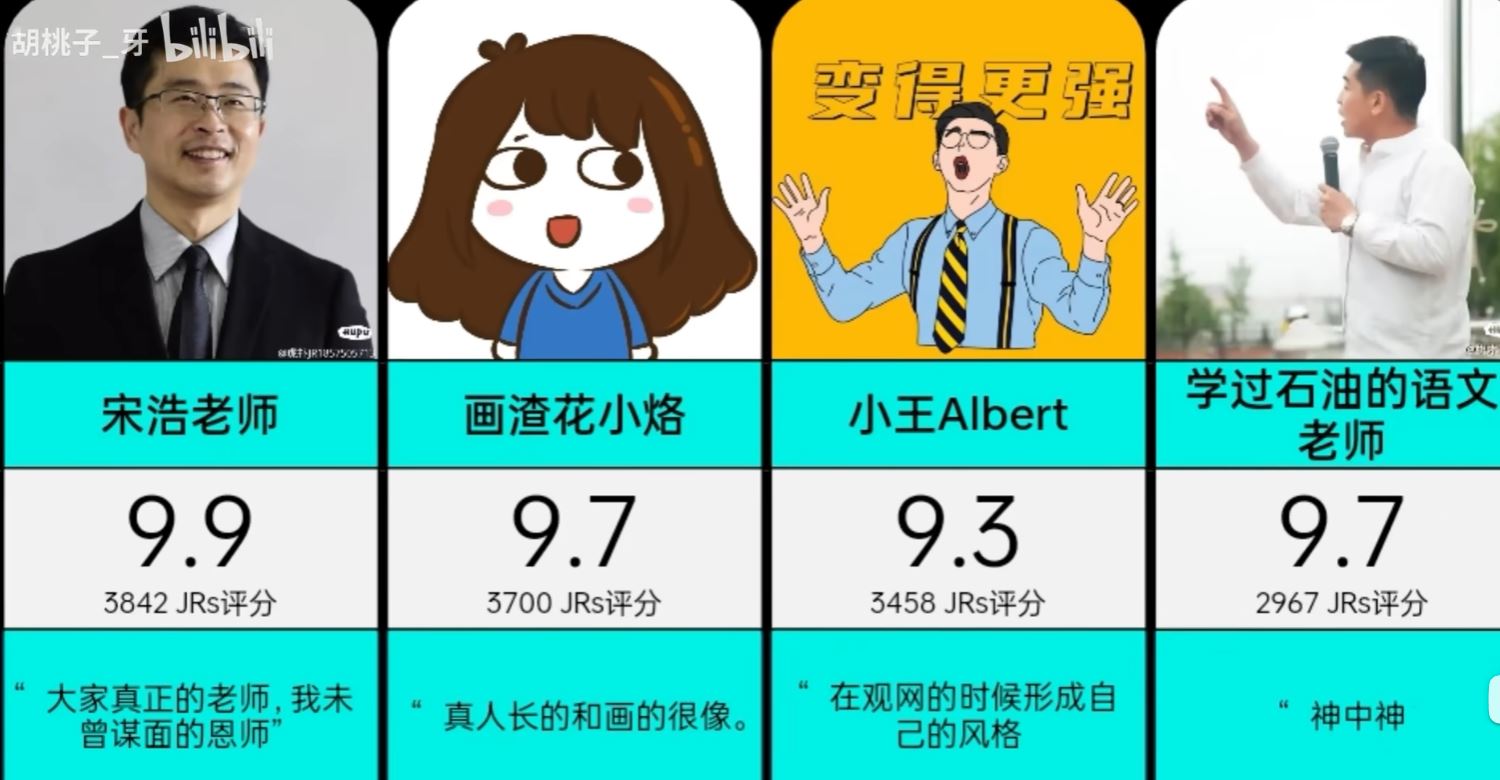 胡桃子_牙 bilibili
变得更强
HUPU
宋浩老师
画渣花小烙
小王Albert
学过石油的语文
老师
9.9
9.7
9.3
9.7
3842 JRs评分
3700 JRs评分
3458 JRs评分
2967 JRs评分
“ 大家真正的老师，我未
曾谋面的恩师”
“ 真人长的和画的很像。
“ 在观网的时候形成自
己的风格
“ 神中神